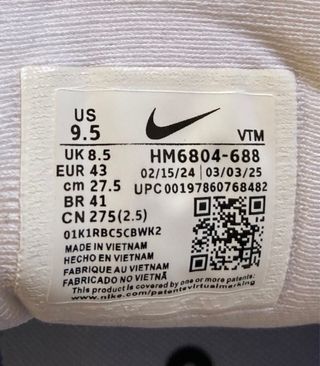 US
9.5
VTM
UK 8.5
HM6804-688
EUR 43
02/15/24 03/03/25
cm 27.5
UPC 00197860768482
BR 41
CN 275(2.5)
01K1RBC5CBWK2
MADE IN VIETNAM
HECHO EN VIETNAM
FABRIQUE AU VIETNAM
FABRICADO NO VIETNÃ
This product is covered by one or more patents:
www.nike.com/patentsvirtualmarking